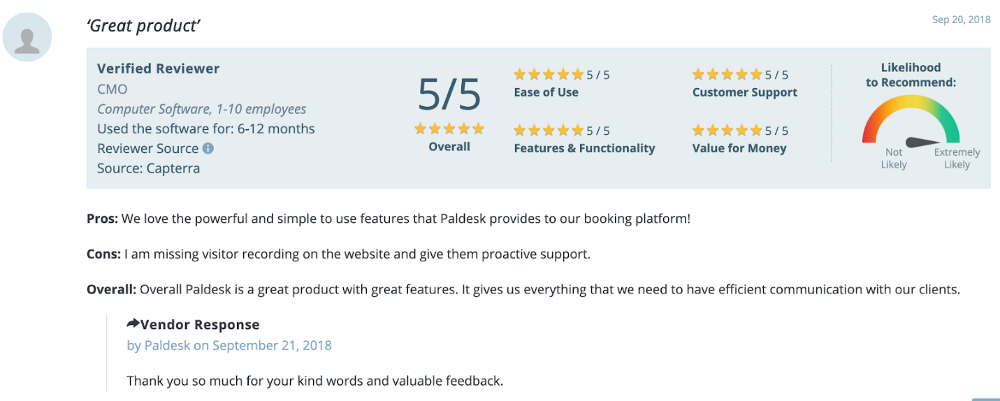 ‘Great product’
Sep 20, 2018
Verified Reviewer
CMO
Computer Software, 1-10 employees
Used the software for: 6-12 months
Reviewer Source
Source: Capterra
5/5
Overall
5 / 5
Ease of Use
5 / 5
Features & Functionality
5 / 5
Customer Support
5 / 5
Value for Money
Likelihood
to Recommend:
Not
Likely
Extremely
Likely
Pros: We love the powerful and simple to use features that Paldesk provides to our booking platform!
Cons: I am missing visitor recording on the website and give them proactive support.
Overall: Overall Paldesk is a great product with great features. It gives us everything that we need to have efficient communication with our clients.
Vendor Response
by Paldesk on September 21, 2018
Thank you so much for your kind words and valuable feedback.